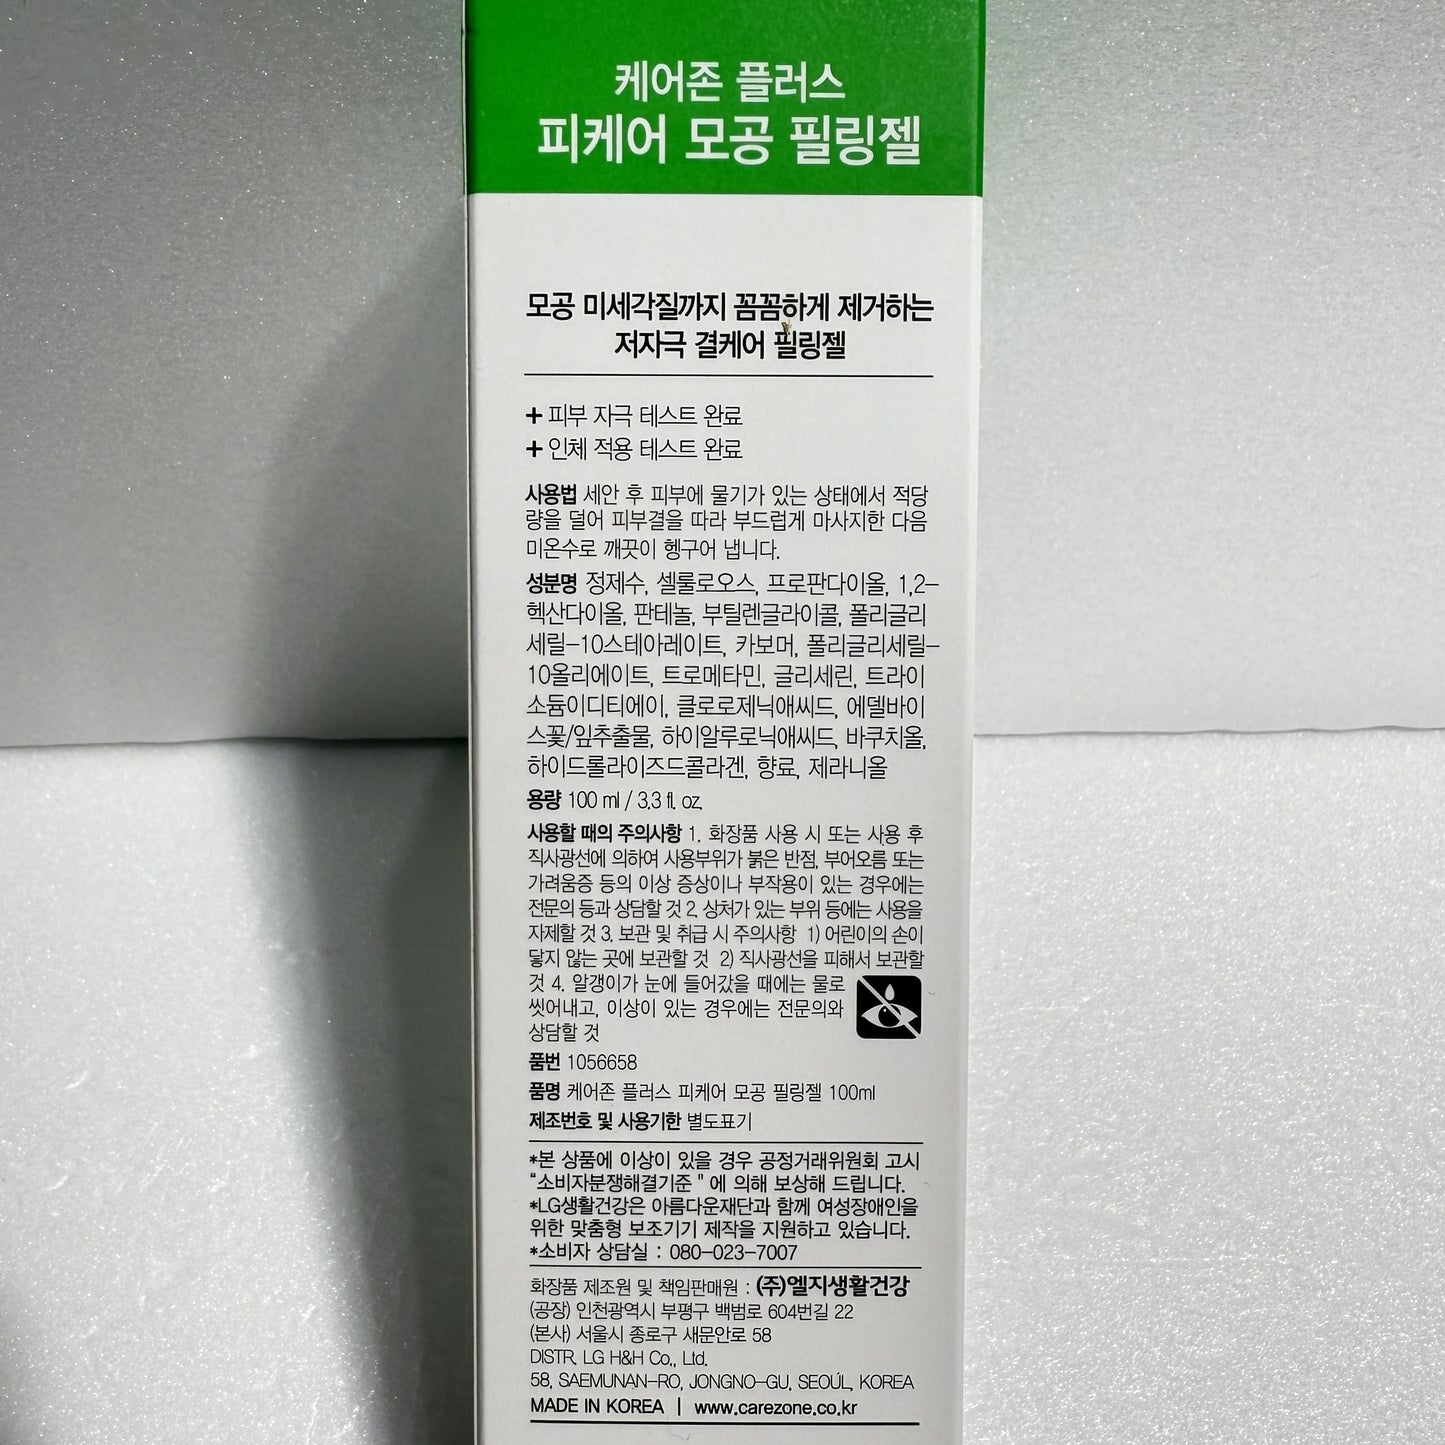 케어존 플러스
피케어 모공 필링젤
모공 미세각질까지 꼼꼼하게 제거하는
저자극 결케어 필링젤
+ 피부 자극 테스트 완료
+ 인체 적용 테스트 완료
사용법 세안 후 피부에 물기가 있는 상태에서 적당
량을 덜어 피부결을 따라 부드럽게 마사지한 다음
미온수로 깨끗이 헹구어 냅니다.
성분명 정제수, 셀룰로오스, 프로판다이올, 1,2-
헥산다이올, 판테놀, 부틸렌글라이콜, 폴리글리
세릴-10스테아레이트, 카보머, 폴리글리세릴-
10올리에이트, 트로메타민, 글리세린, 트라이
소듐이디티에이, 클로로제닉애씨드, 에델바이
스꽃/잎추출물, 하이알루로닉애씨드, 바쿠치올,
하이드롤라이즈드콜라겐, 향료, 제라니올
용량 100 ml / 3.3 fl. oz.
사용할 때의 주의사항 1. 화장품 사용 시 또는 사용 후
직사광선에 의하여 사용부위가 붉은 반점, 부어오름 또는
가려움증 등의 이상 증상이나 부작용이 있는 경우에는
전문의 등과 상담할 것 2. 상처가 있는 부위 등에는 사용을
자제할 것 3. 보관 및 취급 시 주의사항 1) 어린이의 손이
닿지 않는 곳에 보관할 것 2) 직사광선을 피해서 보관할
것 4. 알갱이가 눈에 들어갔을 때에는 물로
씻어내고, 이상이 있는 경우에는 전문의와
상담할 것
품번 1056658
품명 케어존 플러스 피케어 모공 필링젤 100ml
제조번호 및 사용기한 별도표기
*본 상품에 이상이 있을 경우 공정거래위원회 고시
"소비자분쟁해결기준" 에 의해 보상해 드립니다.
*LG생활건강은 아름다운재단과 함께 여성장애인을
위한 맞춤형 보조기기 제작을 지원하고 있습니다.
*소비자 상담실 : 080-023-7007
화장품 제조원 및 책임판매원 : (주)엘지생활건강
(공장) 인천광역시 부평구 백범로 604번길 22
(본사) 서울시 종로구 새문안로 58
DISTR. LG H&H Co., Ltd.
58, SAEMUNAN-RO, JONGNO-GU, SEOUL, KOREA
MADE IN KOREA | www.carezone.co.kr